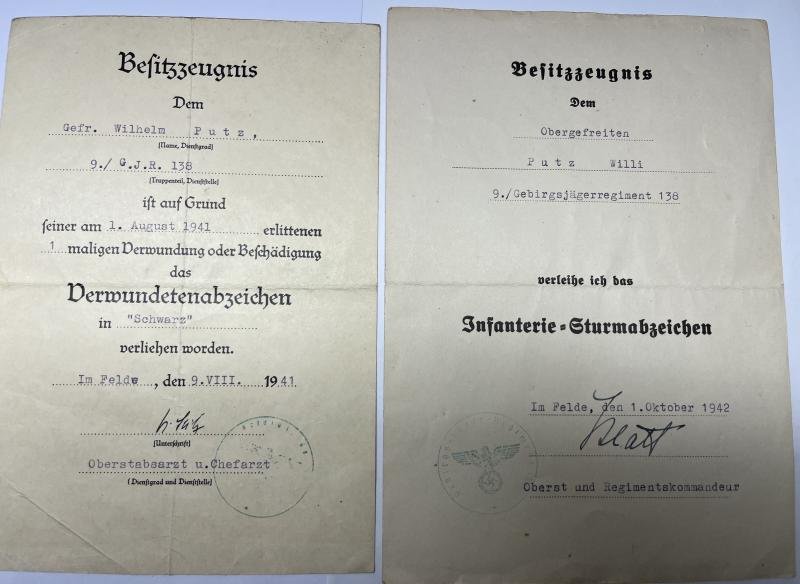 Besitzzeugnis
Dem
Gefr. Wilhelm Putz,
(Name, Dienstgrad)
9./ G.J.R. 138
(Truppenteil, Dienststelle)
ist auf Grund
seiner am 1. August 1941 erlittenen
1 maligen Verwundung oder Beschädigung
das
Verwundetenabzeichen
in "Schwarz"
verliehen worden.
Im Felde, den 9.VIII. 1941
(Unterschrift)
Oberstabsarzt u.Chefarzt
(Dienstgrad und Dienststelle)
Besitzzeugnis
Dem
Obergefreiten
Putz Willi
9./Gebirgsjägerregiment 138
verleihe ich das
Infanterie-Sturmabzeichen
Im Felde, den 1.Oktober 1942
Oberst und Regimentskommandeur